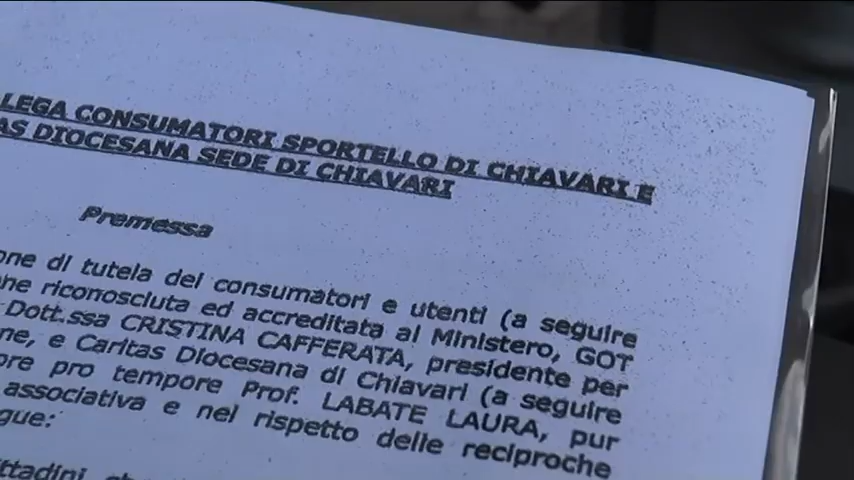 LEGA CONSUMATORI SPORTELLO DI CHIAVARI E
AS DIOCESANA SEDE DI CHIAVARI
Premessa
one di tutela dei consumatori e utenti (a seguire
he riconosciuta ed accreditata al Ministero, GOT
Dott.ssa CRISTINA CAFFERATA, presidente per
ne, e Caritas Diocesana di Chiavari (a seguire
ore pro tempore Prof. LABATE LAURA, pur
associativa e nel rispetto delle reciproche
gue:
ittadini